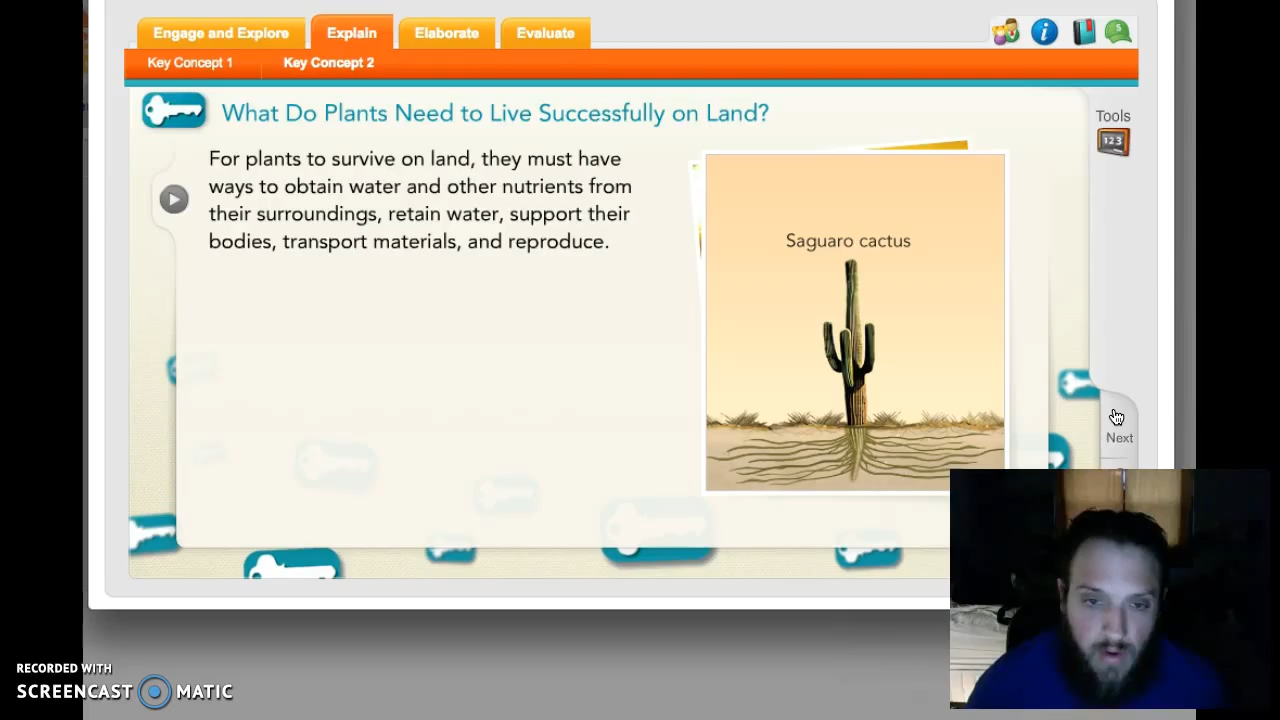 Engage and Explore
Explain
Elaborate
Evaluate
Key Concept 1
Key Concept 2
What Do Plants Need to Live Successfully on Land?
Tools
123
For plants to survive on land, they must have
ways to obtain water and other nutrients from
their surroundings, retain water, support their
bodies, transport materials, and reproduce.
Saguaro cactus
Next
RECORDED WITH
SCREENCAST MATIC